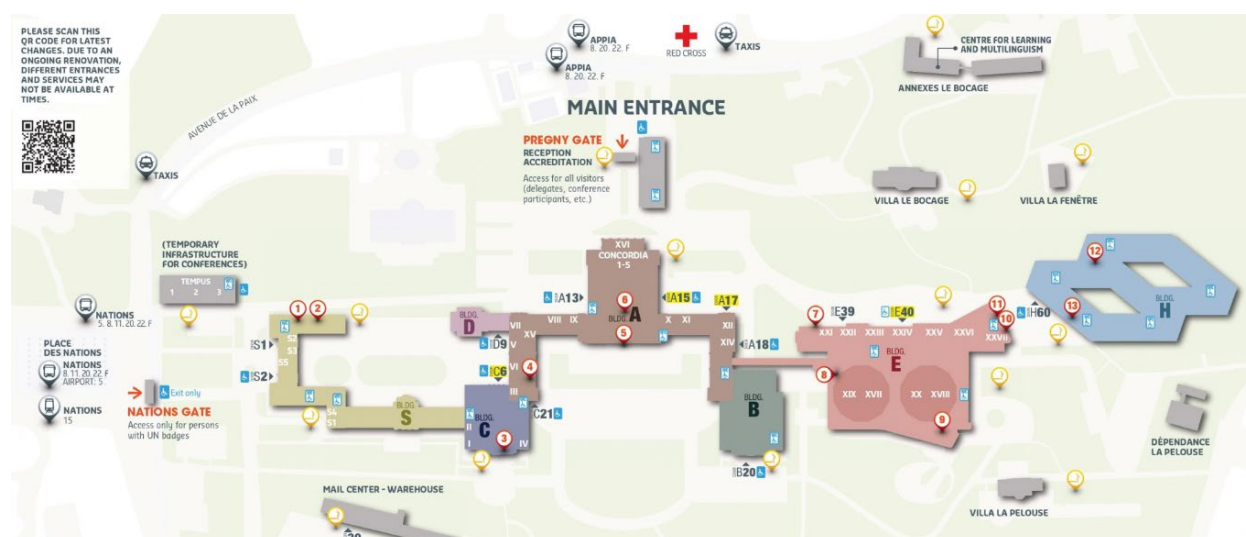 PLEASE SCAN THIS
QR CODE FOR LATEST
CHANGES. DUE TO AN
ONGOING RENOVATION,
DIFFERENT ENTRANCES
AND SERVICES MAY
NOT BE AVAILABLE AT
TIMES.
AVENUE DE LA PAIX
TAXIS
APPIA
8. 20. 22. F
APPIA
8. 20. 22. F
RED CROSS
TAXIS
CENTRE FOR LEARNING
AND MULTILINGUISM
ANNEXES LE BOCAGE
MAIN ENTRANCE
PREGNY GATE
RECEPTION
ACCREDITATION
Access for all visitors
(delegates, conference
participants, etc.)
VILLA LE BOCAGE
VILLA LA FENÊTRE
(TEMPORARY
INFRASTRUCTURE
FOR CONFERENCES)
TEMPUS
1 2 3
NATIONS
5. 8. 11. 20. 22. F
PLACE
DES NATIONS
NATIONS
8. 11. 20. 22. F
AIRPORT: 5
NATIONS
15
Exit only
NATIONS GATE
Access only for persons
with UN badges
S1
S2
1 2
S2
S3
S5
S4
S1
BLDG. S
BLDG. D
D9
C6
BLDG. C
II
I
3
IV
C21
VII
XV
V
VI
4
III
XVI
CONCORDIA
1-5
A13
A15
A17
6
BLDG. A
5
VIII IX
X XI
XII
XIV
A18
BLDG. B
B20
7
E39
E40
11
10
XXI XXII XXIII XXIV XXV XXVI
XXVII
BLDG. E
8
XIX XVII XX XVIII
9
H60
12
13
BLDG. H
DÉPENDANCE
LA PELOUSE
VILLA LA PELOUSE
MAIL CENTER - WAREHOUSE